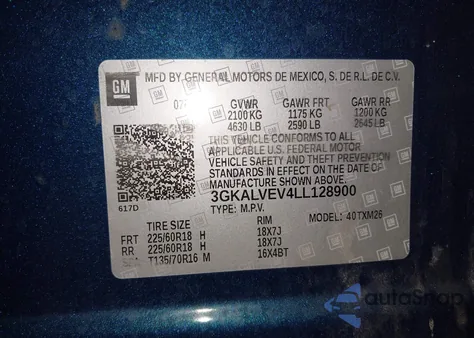 GM
MFD BY GENERAL MOTORS DE MEXICO, S. DE R.L. DE C.V.
GVWR GAWR FRT GAWR RR
2100 KG 1175 KG 1200 KG
4630 LB 2590 LB 2645 LB
THIS VEHICLE CONFORMS TO ALL
APPLICABLE U.S. FEDERAL MOTOR
VEHICLE SAFETY AND THEFT PREVENTION
STANDARDS IN EFFECT ON THE DATE OF
MANUFACTURE SHOWN ABOVE.
3GKALVEV4LL128900
617D
TYPE: M.P.V. MODEL: 40TXM26
TIRE SIZE RIM
FRT 225/60R18 H 18X7J
RR 225/60R18 H 18X7J
SPA T135/70R16 M 16X4BT
autoSnap